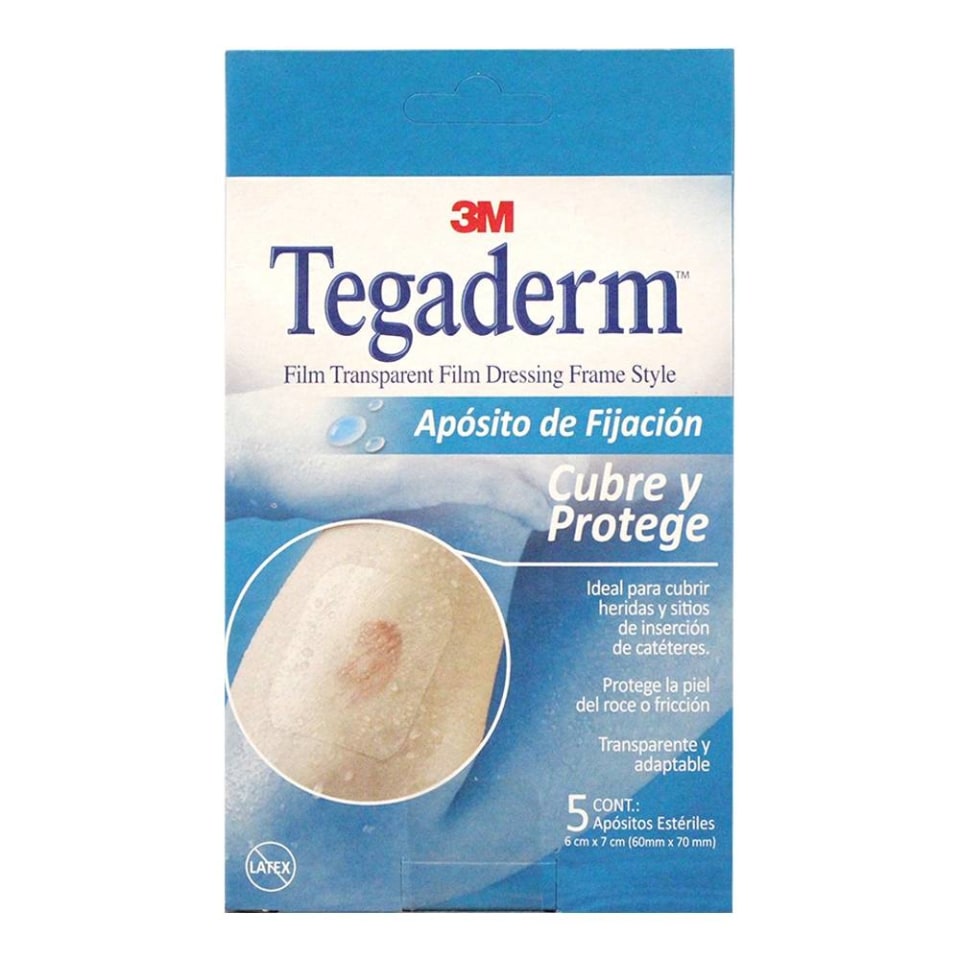 3M
Tegaderm™
Film Transparent Film Dressing Frame Style
Apósito de Fijación
Cubre y
Protege
Ideal para cubrir
heridas y sitios
de inserción
de catéteres.
Protege la piel
del roce o fricción
Transparente y
adaptable
5 CONT.:
Apósitos Estériles
6 cm x 7 cm (60mm x 70 mm)
LATEX